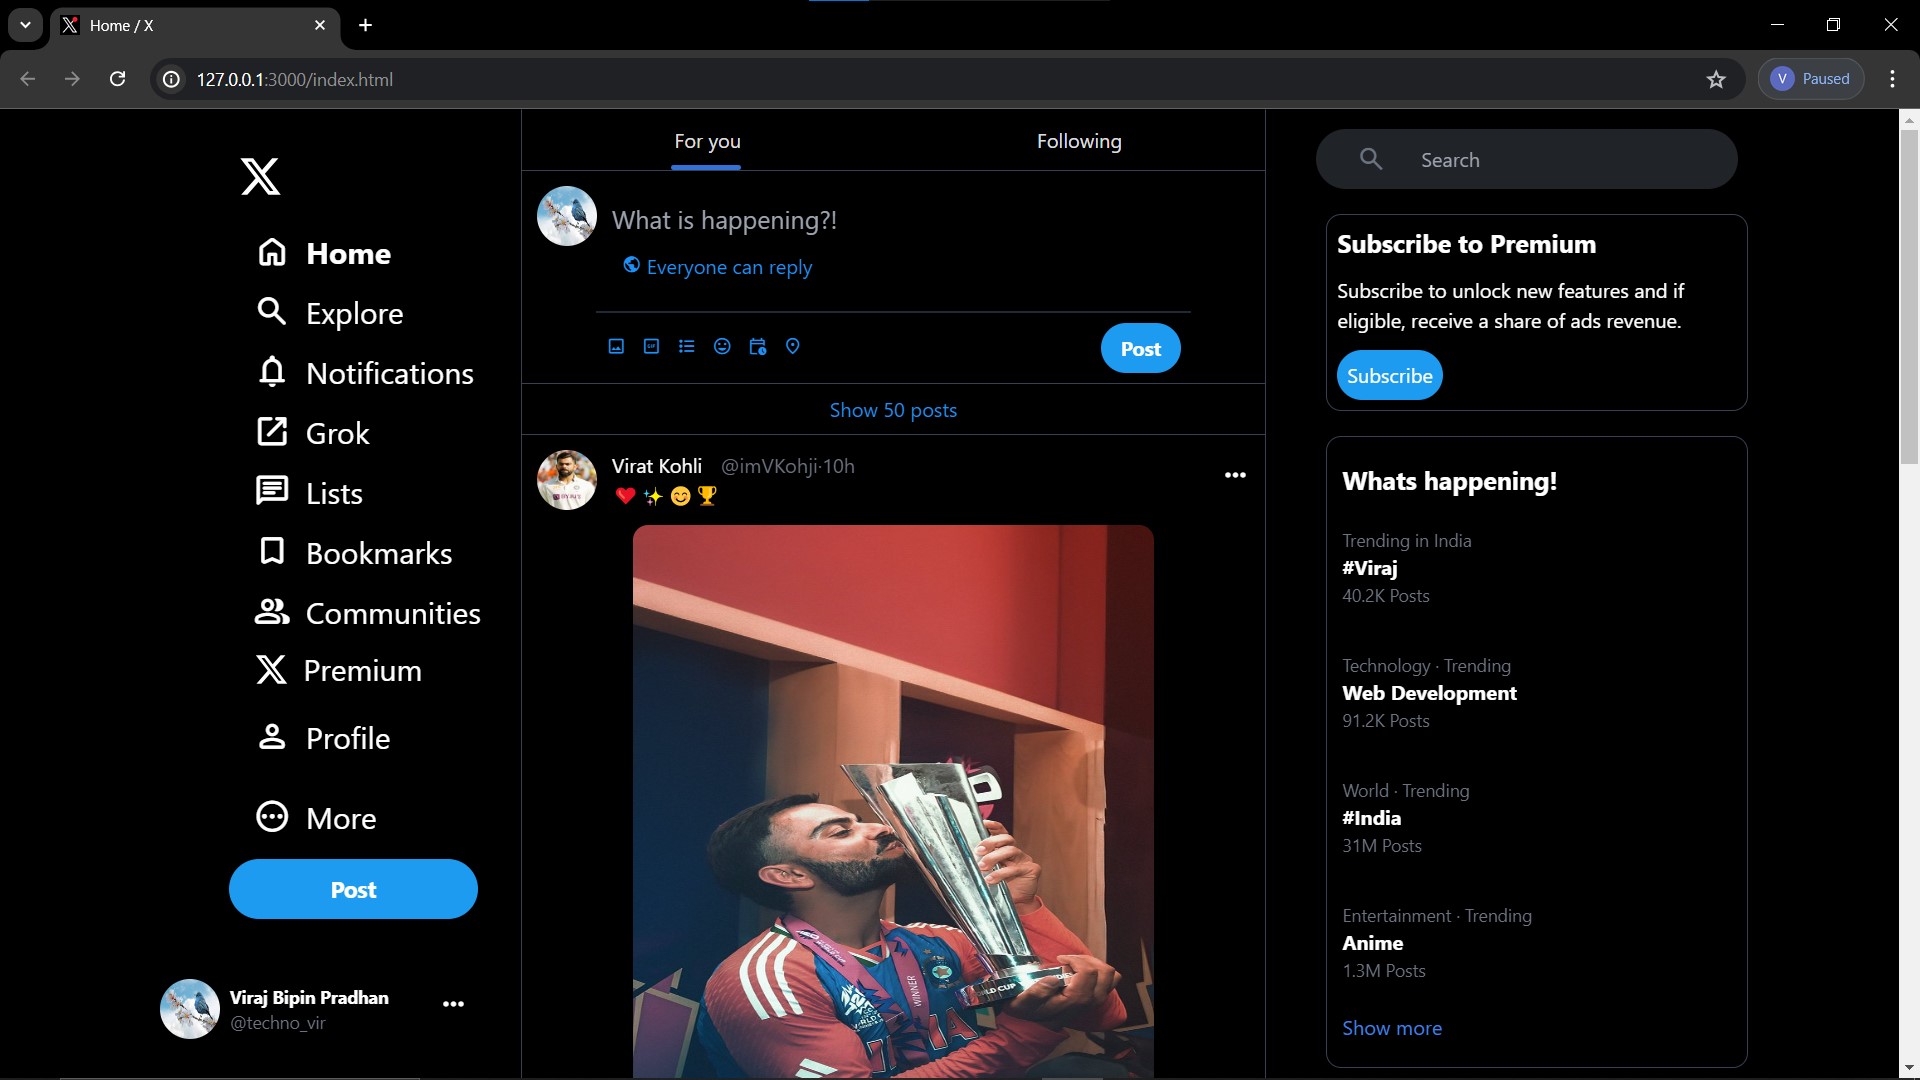 Home / X
127.0.0.1:3000/index.html
V Paused
Home
Explore
Notifications
Grok
Lists
Bookmarks
Communities
Premium
Profile
More
Post
Viraj Bipin Pradhan
@techno_vir
For you
Following
What is happening?!
Everyone can reply
GIF
Post
Show 50 posts
Virat Kohli @imVKohji·10h
❤️ ✨ 😊 🏆
WINNER
Search
Subscribe to Premium
Subscribe to unlock new features and if
eligible, receive a share of ads revenue.
Subscribe
Whats happening!
Trending in India
#Viraj
40.2K Posts
Technology · Trending
Web Development
91.2K Posts
World · Trending
#India
31M Posts
Entertainment · Trending
Anime
1.3M Posts
Show more